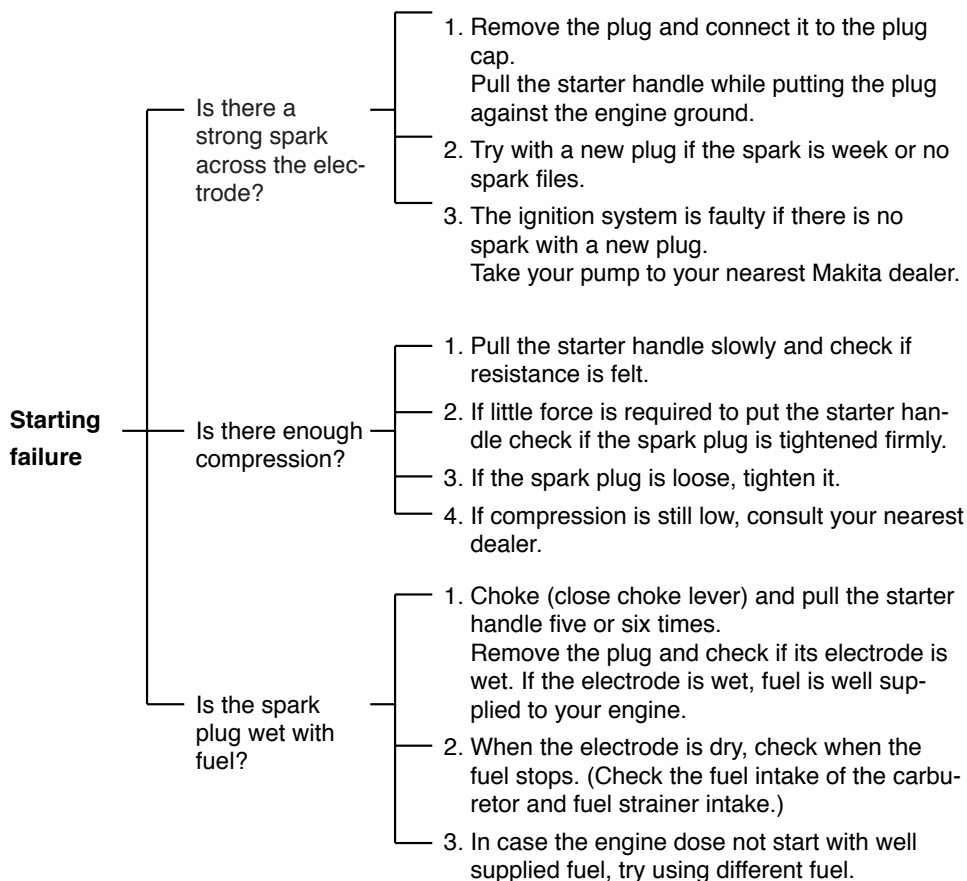 Starting
failure
Is there a
strong spark
across the elec-
trode?
1. Remove the plug and connect it to the plug
cap.
Pull the starter handle while putting the plug
against the engine ground.
2. Try with a new plug if the spark is week or no
spark files.
3. The ignition system is faulty if there is no
spark with a new plug.
Take your pump to your nearest Makita dealer.
Is there enough
compression?
1. Pull the starter handle slowly and check if
resistance is felt.
2. If little force is required to put the starter han-
dle check if the spark plug is tightened firmly.
3. If the spark plug is loose, tighten it.
4. If compression is still low, consult your nearest
dealer.
Is the spark
plug wet with
fuel?
1. Choke (close choke lever) and pull the starter
handle five or six times.
Remove the plug and check if its electrode is
wet. If the electrode is wet, fuel is well sup-
plied to your engine.
2. When the electrode is dry, check when the
fuel stops. (Check the fuel intake of the carbu-
retor and fuel strainer intake.)
3. In case the engine dose not start with well
supplied fuel, try using different fuel.